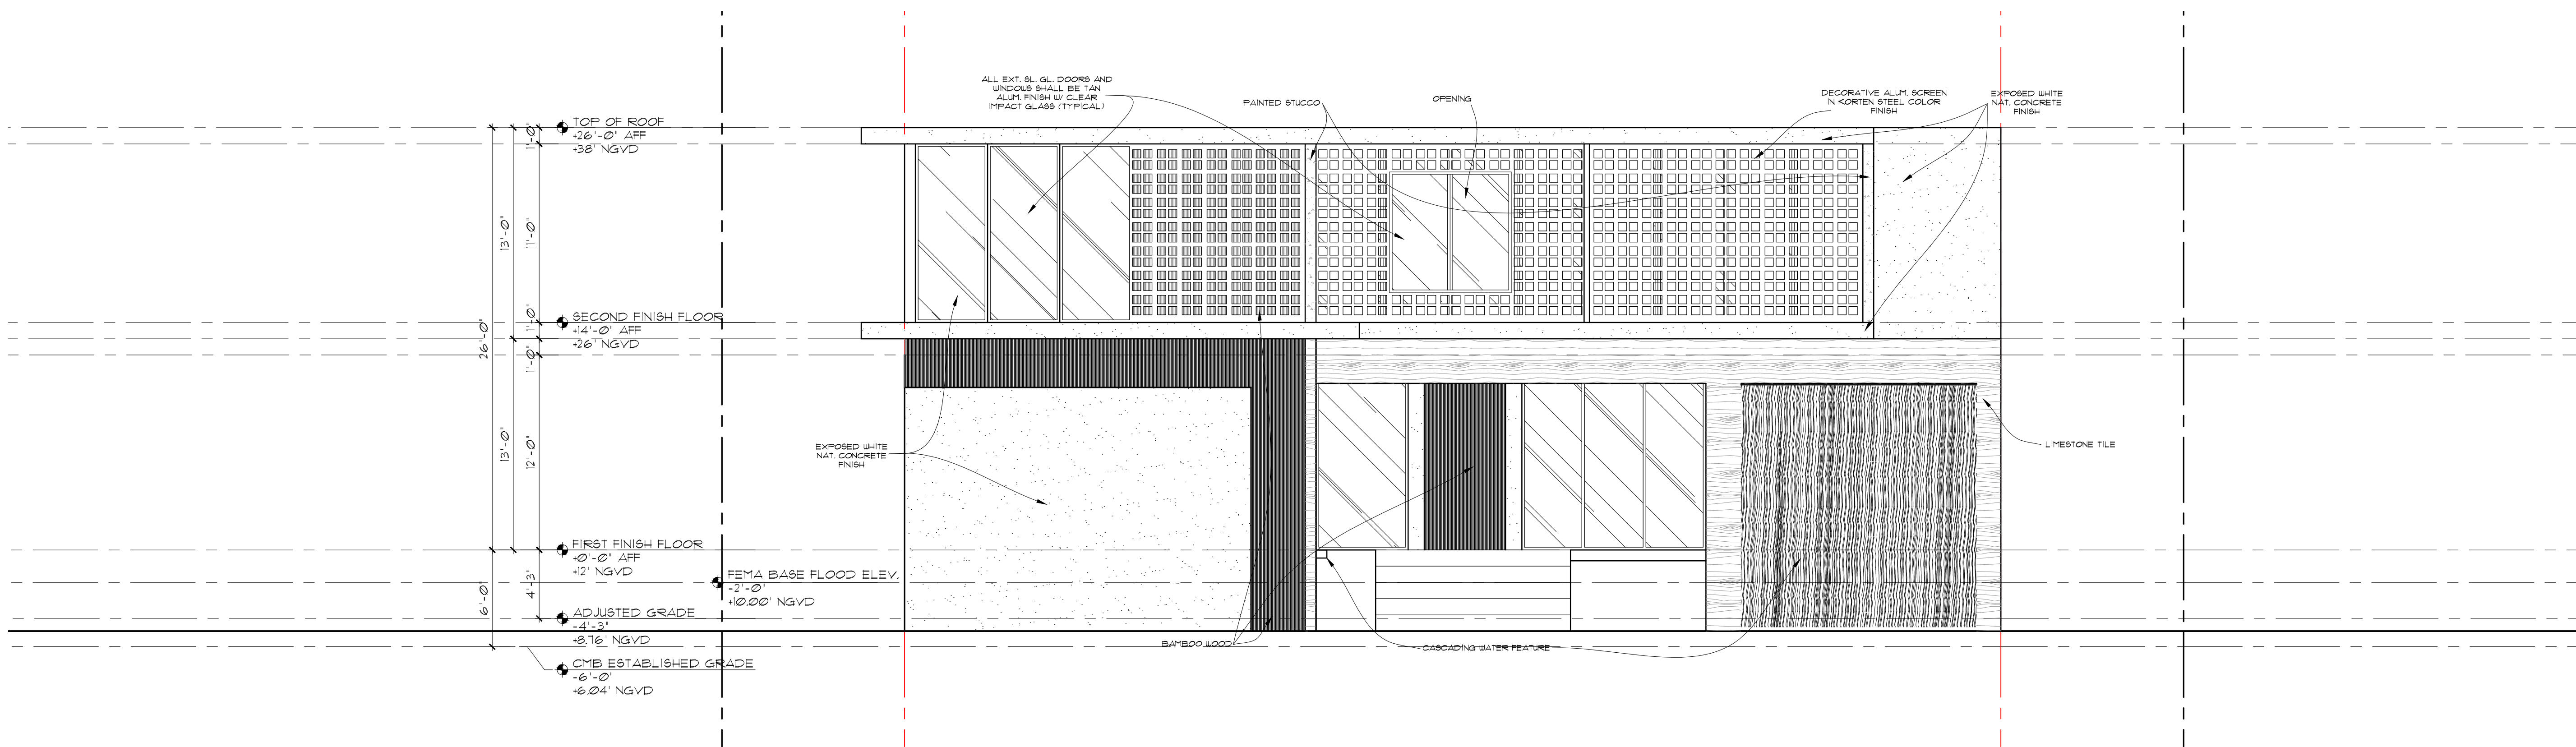 ALL EXT. SL. GL. DOORS AND
WINDOWS SHALL BE TAN
ALUM. FINISH W/ CLEAR
IMPACT GLASS (TYPICAL)
PAINTED STUCCO
OPENING
DECORATIVE ALUM. SCREEN
IN KORTEN STEEL COLOR
FINISH
EXPOSED WHITE
NAT. CONCRETE
FINISH
TOP OF ROOF
+26'-0" AFF
+38' NGVD
1'-0"
13'-0"
11'-0"
SECOND FINISH FLOOR
+14'-0" AFF
+26' NGVD
1'-0"
26'-0"
1'-0"
13'-0"
12'-0"
EXPOSED WHITE
NAT. CONCRETE
FINISH
LIMESTONE TILE
FIRST FINISH FLOOR
+0'-0" AFF
+12' NGVD
FEMA BASE FLOOD ELEV.
-2'-0"
+10.00' NGVD
6'-0"
4'-3"
ADJUSTED GRADE
-4'-3"
+8.76' NGVD
BAMBOO WOOD
CASCADING WATER FEATURE
CMB ESTABLISHED GRADE
-6'-0"
+6.04' NGVD